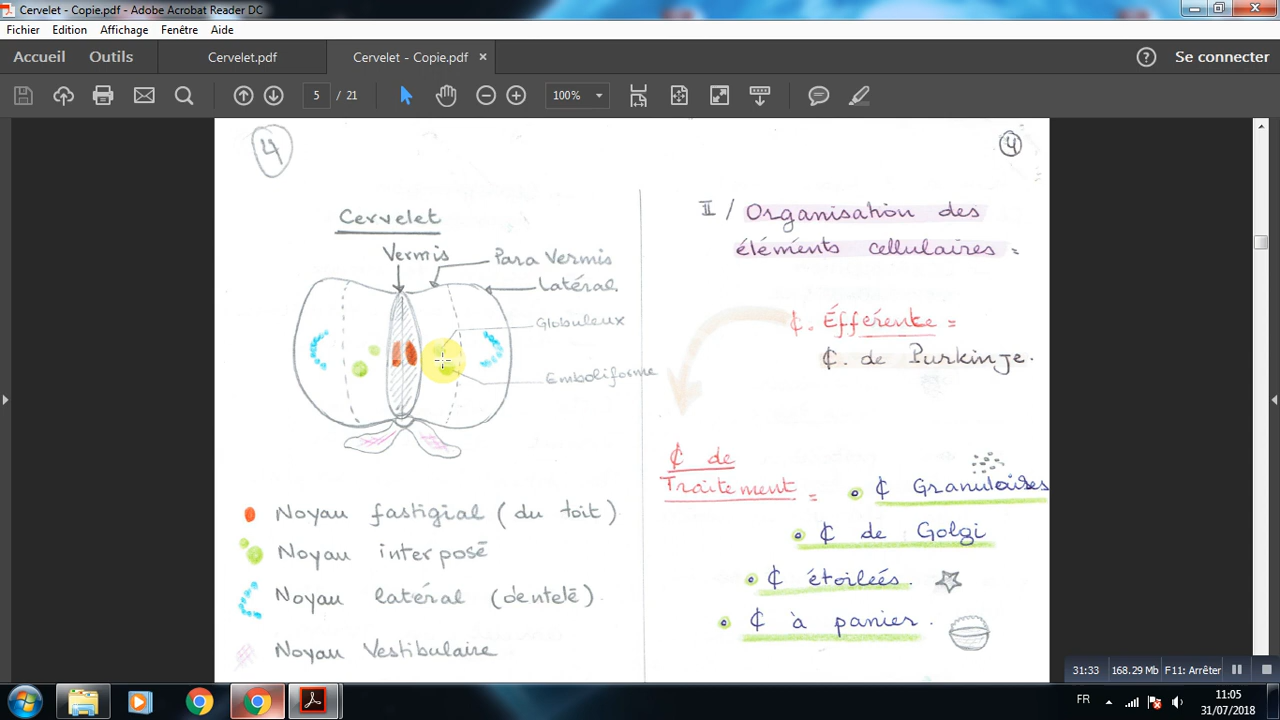 Cervelet - Copie.pdf - Adobe Acrobat Reader DC
Fichier Edition Affichage Fenêtre Aide
Accueil Outils Cervelet.pdf Cervelet - Copie.pdf × ? Se connecter
5 / 21 100%
4
Cervelet
Vermis
Para Vermis
Latéral
Globuleux
Emboliforme
Noyau fastigial (du toit)
Noyau interposé
Noyau latéral (dentelé)
Noyau Vestibulaire
4
II / Organisation des
éléments cellulaires =
₵. Éfférente =
₵. de Purkinje.
₵ de
Traitement =
₵ Granulaires
₵ de Golgi
₵ étoileés.
₵ à panier.
31:33 168.29 Mb F11: Arrêter
FR 11:05
31/07/2018